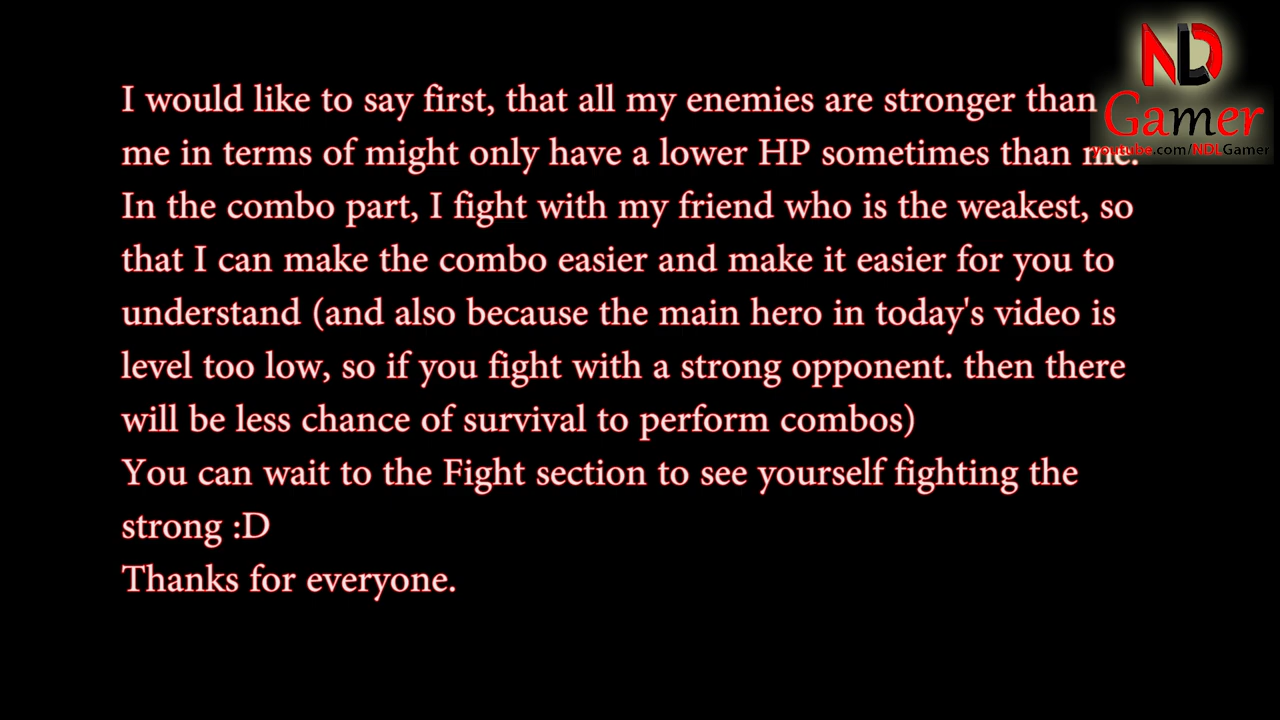 I would like to say first, that all my enemies are stronger than
me in terms of might only have a lower HP sometimes than me.
In the combo part, I fight with my friend who is the weakest, so
that I can make the combo easier and make it easier for you to
understand (and also because the main hero in today's video is
level too low, so if you fight with a strong opponent. then there
will be less chance of survival to perform combos)
You can wait to the Fight section to see yourself fighting the
strong :D
Thanks for everyone.
ND
Gamer
youtube.com/NDLGamer